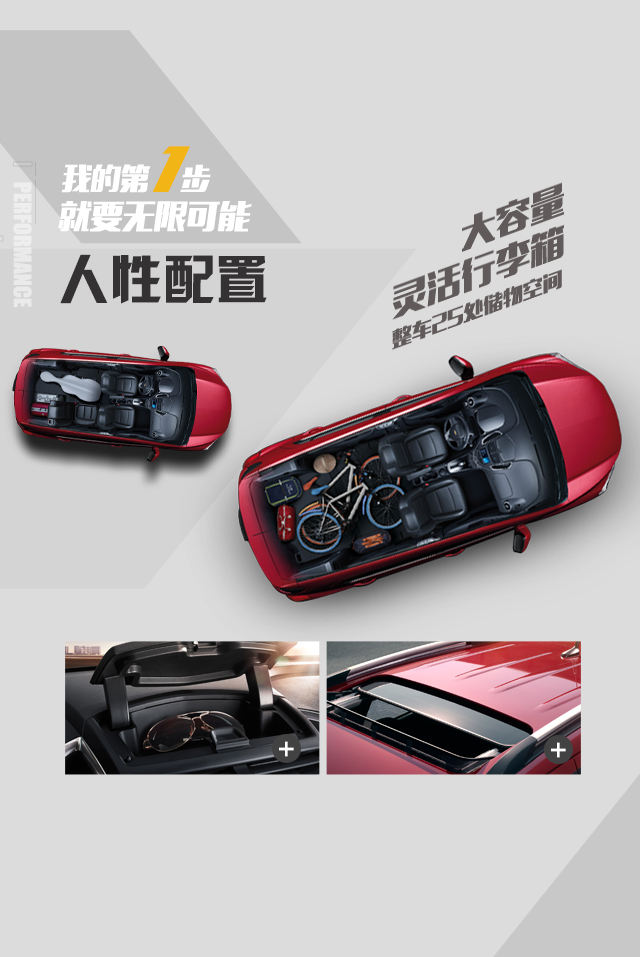 我的第1步
就要无限可能
人性配置
PERFORMANCE
大容量
灵活行李箱
整车25处储物空间